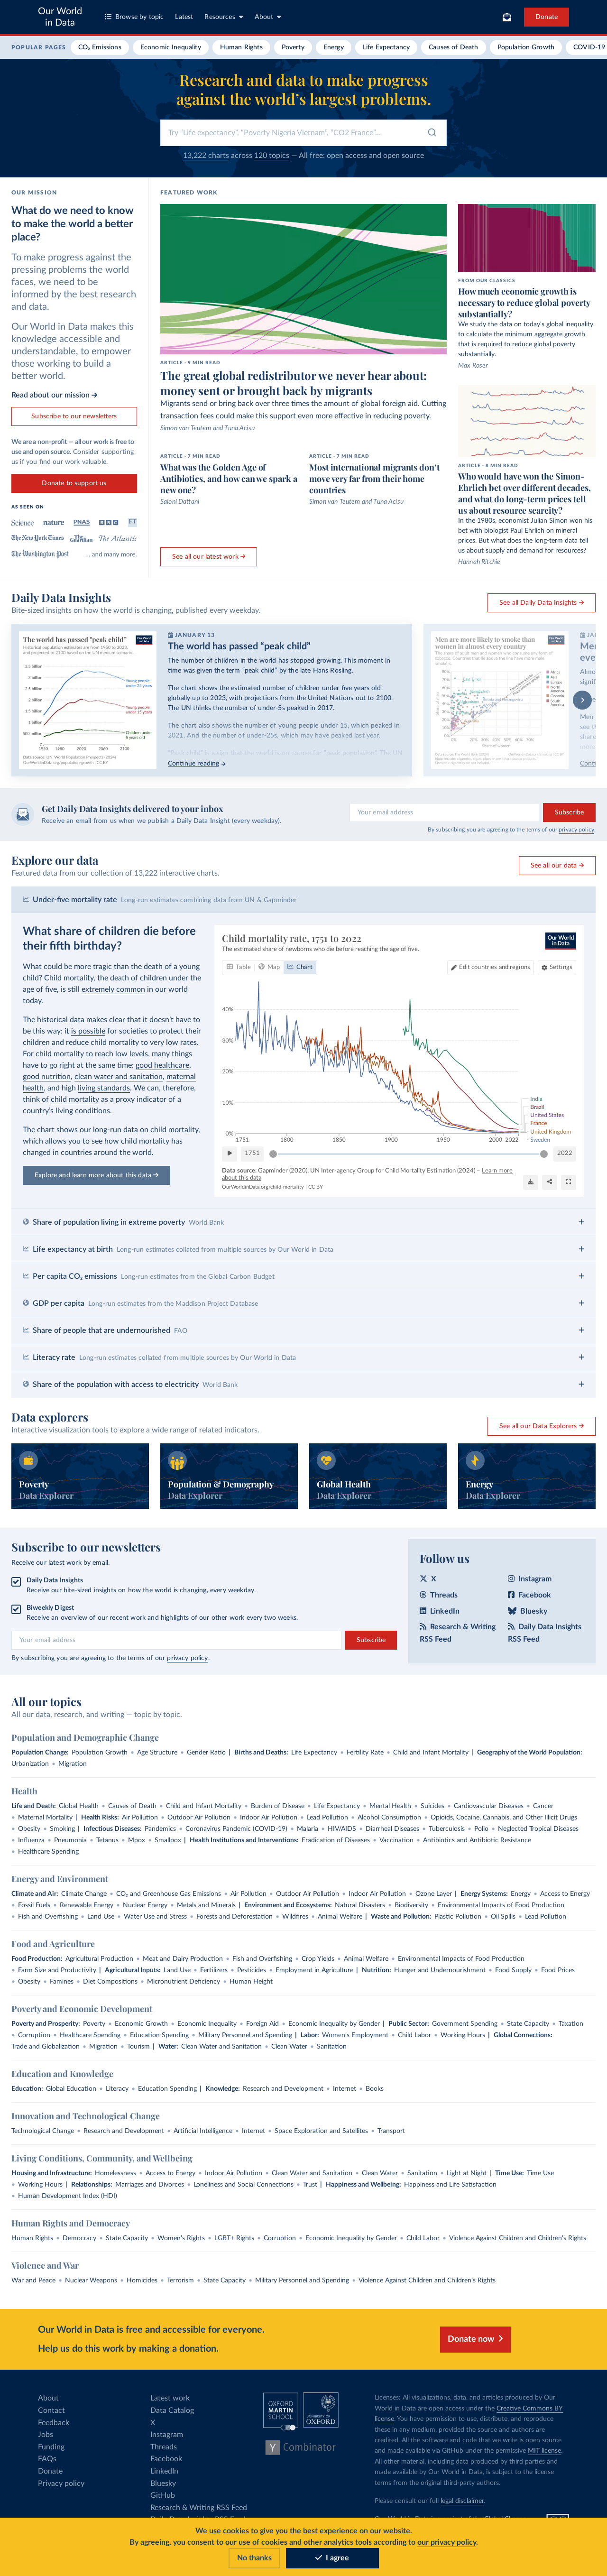 Our World
in Data
Browse by topic
Latest
Resources
About
Donate
POPULAR PAGES
CO₂ Emissions
Economic Inequality
Human Rights
Poverty
Energy
Life Expectancy
Causes of Death
Population Growth
COVID-19
Research and data to make progress
against the world's largest problems.
Try "Life expectancy", "Poverty Nigeria Vietnam", "CO2 France"...
13,222 charts across 120 topics — All free: open access and open source
OUR MISSION
What do we need to know
to make the world a better
place?
To make progress against the
pressing problems the world
faces, we need to be
informed by the best research
and data.
Our World in Data makes this
knowledge accessible and
understandable, to empower
those working to build a
better world.
Read about our mission →
Subscribe to our newsletters
We are a non-profit — all our work is free to
use and open source. Consider supporting
us if you find our work valuable.
Donate to support us
AS SEEN ON
Science
nature
PNAS
BBC
FT
The New York Times
The Guardian
The Atlantic
The Washington Post
... and many more.
FEATURED WORK
ARTICLE - 9 MIN READ
The great global redistributor we never hear about:
money sent or brought back by migrants
Migrants send or bring back over three times the amount of global foreign aid. Cutting
transaction fees could make this support even more effective in reducing poverty.
Simon van Teutem and Tuna Acisu
ARTICLE - 7 MIN READ
What was the Golden Age of
Antibiotics, and how can we spark a
new one?
Saloni Dattani
ARTICLE - 7 MIN READ
Most international migrants don't
move very far from their home
countries
Simon van Teutem and Tuna Acisu
See all our latest work →
FROM OUR CLASSICS
How much economic growth is
necessary to reduce global poverty
substantially?
We study the data on today's global inequality
to calculate the minimum aggregate growth
that is required to reduce global poverty
substantially.
Max Roser
ARTICLE - 8 MIN READ
Who would have won the Simon-
Ehrlich bet over different decades,
and what do long-term prices tell
us about resource scarcity?
In the 1980s, economist Julian Simon won his
bet with biologist Paul Ehrlich on mineral
prices. But what does the long-term data tell
us about supply and demand for resources?
Hannah Ritchie
Daily Data Insights
Bite-sized insights on how the world is changing, published every weekday.
See all Daily Data Insights →
The world has passed "peak child"
JANUARY 13
The world has passed "peak child"
The number of children in the world has stopped growing. This moment in
time was given the term "peak child" by the late Hans Rosling.
The chart shows the estimated number of children under five years old
globally up to 2023, with projections from the United Nations out to 2100.
The UN thinks the number of under-5s peaked in 2017.
The chart also shows the number of young people under 15, which peaked in
2021. And the number of under-25s, which may have peaked last year.
Continue reading →
Men are more likely to smoke than
women in almost every country
Get Daily Data Insights delivered to your inbox
Receive an email from us when we publish a Daily Data Insight (every weekday).
Your email address
Subscribe
By subscribing you are agreeing to the terms of our privacy policy.
Explore our data
Featured data from our collection of 13,222 interactive charts.
See all our data →
Under-five mortality rate Long-run estimates combining data from UN & Gapminder
What share of children die before
their fifth birthday?
What could be more tragic than the death of a young
child? Child mortality, the death of children under the
age of five, is still extremely common in our world
today.
The historical data makes clear that it doesn't have to
be this way: it is possible for societies to protect their
children and reduce child mortality to very low rates.
For child mortality to reach low levels, many things
have to go right at the same time: good healthcare,
good nutrition, clean water and sanitation, maternal
health, and high living standards. We can, therefore,
think of child mortality as a proxy indicator of a
country's living conditions.
The chart shows our long-run data on child mortality,
which allows you to see how child mortality has
changed in countries around the world.
Explore and learn more about this data →
Child mortality rate, 1751 to 2022
The estimated share of newborns who die before reaching the age of five.
Our World
in Data
Table
Map
Chart
Edit countries and regions
Settings
40%
30%
20%
10%
0%
1751
1800
1850
1900
1950
2000
2022
India
Brazil
United States
France
United Kingdom
Sweden
1751
2022
Data source: Gapminder (2020); UN Inter-agency Group for Child Mortality Estimation (2024) – Learn more
about this data
OurWorldinData.org/child-mortality | CC BY
Share of population living in extreme poverty World Bank
Life expectancy at birth Long-run estimates collated from multiple sources by Our World in Data
Per capita CO₂ emissions Long-run estimates from the Global Carbon Budget
GDP per capita Long-run estimates from the Maddison Project Database
Share of people that are undernourished FAO
Literacy rate Long-run estimates collated from multiple sources by Our World in Data
Share of the population with access to electricity World Bank
Data explorers
Interactive visualization tools to explore a wide range of related indicators.
See all our Data Explorers →
Poverty
Data Explorer
Population & Demography
Data Explorer
Global Health
Data Explorer
Energy
Data Explorer
Subscribe to our newsletters
Receive our latest work by email.
Daily Data Insights
Receive our bite-sized insights on how the world is changing, every weekday.
Biweekly Digest
Receive an overview of our recent work and highlights of our other work every two weeks.
Your email address
Subscribe
By subscribing you are agreeing to the terms of our privacy policy.
Follow us
X
Instagram
Threads
Facebook
LinkedIn
Bluesky
Research & Writing
RSS Feed
Daily Data Insights
RSS Feed
All our topics
All our data, research, and writing — topic by topic.
Population and Demographic Change
Population Change: Population Growth • Age Structure • Gender Ratio | Births and Deaths: Life Expectancy • Fertility Rate • Child and Infant Mortality | Geography of the World Population:
Urbanization • Migration
Health
Life and Death: Global Health • Causes of Death • Child and Infant Mortality • Burden of Disease • Life Expectancy • Mental Health • Suicides • Cardiovascular Diseases • Cancer
• Maternal Mortality | Health Risks: Air Pollution • Outdoor Air Pollution • Indoor Air Pollution • Lead Pollution • Alcohol Consumption • Opioids, Cocaine, Cannabis, and Other Illicit Drugs
• Obesity • Smoking | Infectious Diseases: Pandemics • Coronavirus Pandemic (COVID-19) • Malaria • HIV/AIDS • Diarrheal Diseases • Tuberculosis • Polio • Neglected Tropical Diseases
• Influenza • Pneumonia • Tetanus • Mpox • Smallpox | Health Institutions and Interventions: Eradication of Diseases • Vaccination • Antibiotics and Antibiotic Resistance
• Healthcare Spending
Energy and Environment
Climate and Air: Climate Change • CO₂ and Greenhouse Gas Emissions • Air Pollution • Outdoor Air Pollution • Indoor Air Pollution • Ozone Layer | Energy Systems: Energy • Access to Energy
• Fossil Fuels • Renewable Energy • Nuclear Energy • Metals and Minerals | Environment and Ecosystems: Natural Disasters • Biodiversity • Environmental Impacts of Food Production
• Fish and Overfishing • Land Use • Water Use and Stress • Forests and Deforestation • Wildfires • Animal Welfare | Waste and Pollution: Plastic Pollution • Oil Spills • Lead Pollution
Food and Agriculture
Food Production: Agricultural Production • Meat and Dairy Production • Fish and Overfishing • Crop Yields • Animal Welfare • Environmental Impacts of Food Production
• Farm Size and Productivity | Agricultural Inputs: Land Use • Fertilizers • Pesticides • Employment in Agriculture | Nutrition: Hunger and Undernourishment • Food Supply • Food Prices
• Obesity • Famines • Diet Compositions • Micronutrient Deficiency • Human Height
Poverty and Economic Development
Poverty and Prosperity: Poverty • Economic Growth • Economic Inequality • Foreign Aid • Economic Inequality by Gender | Public Sector: Government Spending • State Capacity • Taxation
• Corruption • Healthcare Spending • Education Spending • Military Personnel and Spending | Labor: Women's Employment • Child Labor • Working Hours | Global Connections:
Trade and Globalization • Migration • Tourism | Water: Clean Water and Sanitation • Clean Water • Sanitation
Education and Knowledge
Education: Global Education • Literacy • Education Spending | Knowledge: Research and Development • Internet • Books
Innovation and Technological Change
Technological Change • Research and Development • Artificial Intelligence • Internet • Space Exploration and Satellites • Transport
Living Conditions, Community, and Wellbeing
Housing and Infrastructure: Homelessness • Access to Energy • Indoor Air Pollution • Clean Water and Sanitation • Clean Water • Sanitation • Light at Night | Time Use: Time Use
• Working Hours | Relationships: Marriages and Divorces • Loneliness and Social Connections • Trust | Happiness and Wellbeing: Happiness and Life Satisfaction
• Human Development Index (HDI)
Human Rights and Democracy
Human Rights • Democracy • State Capacity • Women's Rights • LGBT+ Rights • Corruption • Economic Inequality by Gender • Child Labor • Violence Against Children and Children's Rights
Violence and War
War and Peace • Nuclear Weapons • Homicides • Terrorism • State Capacity • Military Personnel and Spending • Violence Against Children and Children's Rights
Our World in Data is free and accessible for everyone.
Help us do this work by making a donation.
Donate now
About
Contact
Feedback
Jobs
Funding
FAQs
Donate
Privacy policy
Latest work
Data Catalog
X
Instagram
Threads
Facebook
LinkedIn
Bluesky
GitHub
Research & Writing RSS Feed
OXFORD
MARTIN
SCHOOL
UNIVERSITY OF
OXFORD
Y Combinator
Licenses: All visualizations, data, and articles produced by Our
World in Data are open access under the Creative Commons BY
license. You have permission to use, distribute, and reproduce
these in any medium, provided the source and authors are
credited. All the software and code that we write is open source
and made available via GitHub under the permissive MIT license.
All other material, including data produced by third parties and
made available by Our World in Data, is subject to the license
terms from the original third-party authors.
Please consult our full legal disclaimer.
We use cookies to give you the best experience on our website.
By agreeing, you consent to our use of cookies and other analytics tools according to our privacy policy.
No thanks
I agree